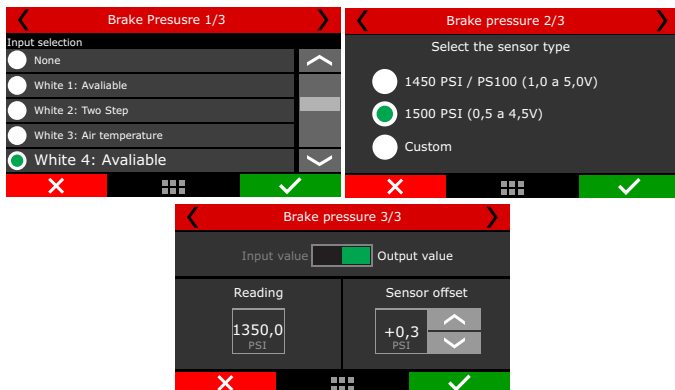 Brake Presusre 1/3
Input selection
None
White 1: Avaliable
White 2: Two Step
White 3: Air temperature
White 4: Avaliable
Brake pressure 2/3
Select the sensor type
1450 PSI / PS100 (1,0 a 5,0V)
1500 PSI (0,5 a 4,5V)
Custom
Brake pressure 3/3
Input value Output value
Reading
1350,0
PSI
Sensor offset
+0,3
PSI